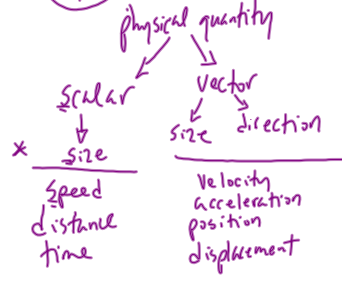 physical quantity
scalar vector
size direction
* size
speed velocity
acceleration
distance position
time displacement